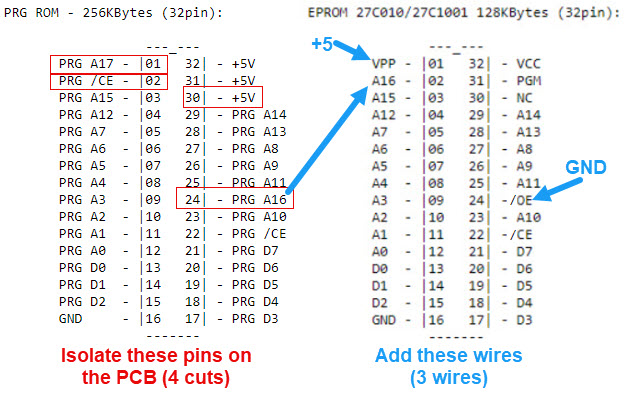 PRG ROM - 256KBytes (32pin):
---_---
PRG A17 - |01 32| - +5V
PRG /CE - |02 31| - +5V
PRG A15 - |03 30| - +5V
PRG A12 - |04 29| - PRG A14
PRG A7 - |05 28| - PRG A13
PRG A6 - |06 27| - PRG A8
PRG A5 - |07 26| - PRG A9
PRG A4 - |08 25| - PRG A11
PRG A3 - |09 24| - PRG A16
PRG A2 - |10 23| - PRG A10
PRG A1 - |11 22| - PRG /CE
PRG A0 - |12 21| - PRG D7
PRG D0 - |13 20| - PRG D6
PRG D1 - |14 19| - PRG D5
PRG D2 - |15 18| - PRG D4
GND - |16 17| - PRG D3
-------
Isolate these pins on
the PCB (4 cuts)
EPROM 27C010/27C1001 128KBytes (32pin):
---_---
+5
VPP - |01 32| - VCC
A16 - |02 31| - PGM
A15 - |03 30| - NC
A12 - |04 29| - A14
A7 - |05 28| - A13
A6 - |06 27| - A8
A5 - |07 26| - A9
GND
A4 - |08 25| - A11
A3 - |09 24| -/OE
A2 - |10 23| - A10
A1 - |11 22| -/CE
A0 - |12 21| - D7
D0 - |13 20| - D6
D1 - |14 19| - D5
D2 - |15 18| - D4
GND - |16 17| - D3
-------
Add these wires
(3 wires)